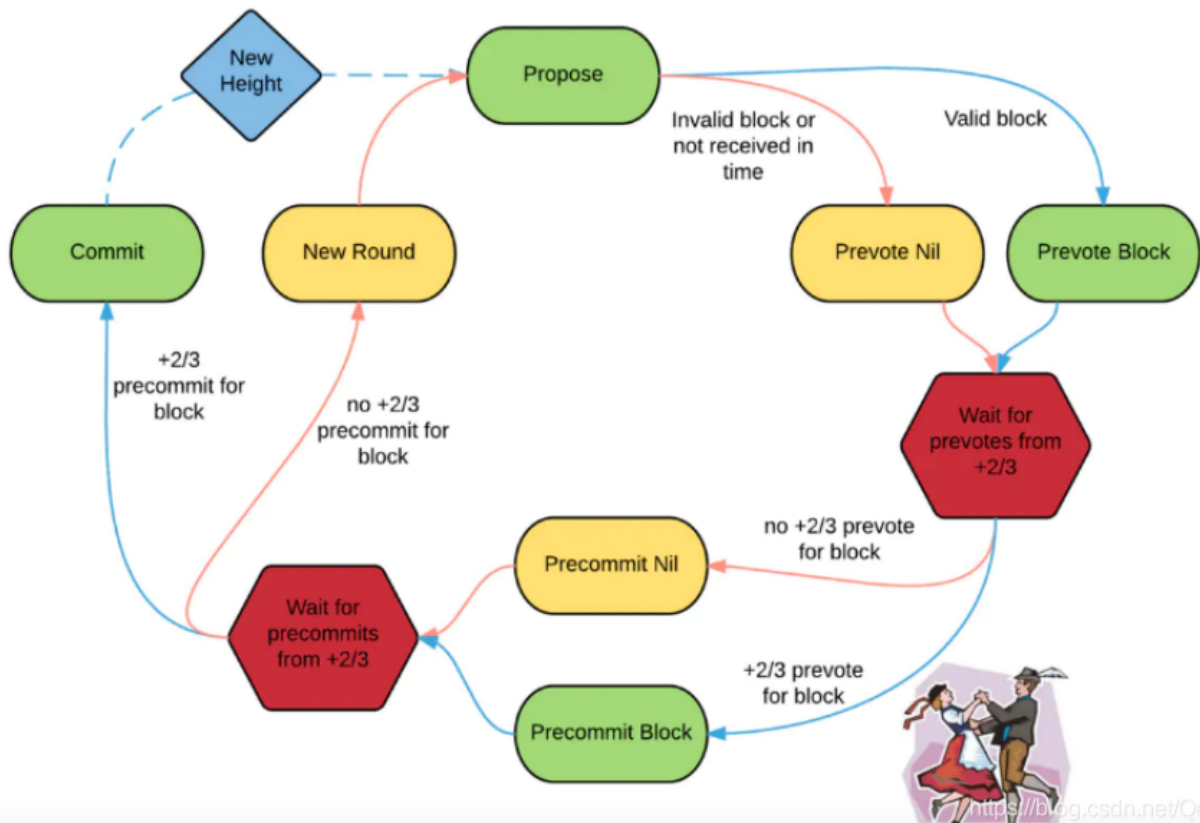 New
Height
Propose
Invalid block or
not received in
time
Valid block
Commit
New Round
Prevote Nil
Prevote Block
+2/3
precommit for
block
no +2/3
precommit for
block
Wait for
prevotes from
+2/3
no +2/3 prevote
for block
Precommit Nil
Wait for
precommits
from +2/3
+2/3 prevote
for block
Precommit Block
https://blog.csdn.net/Q